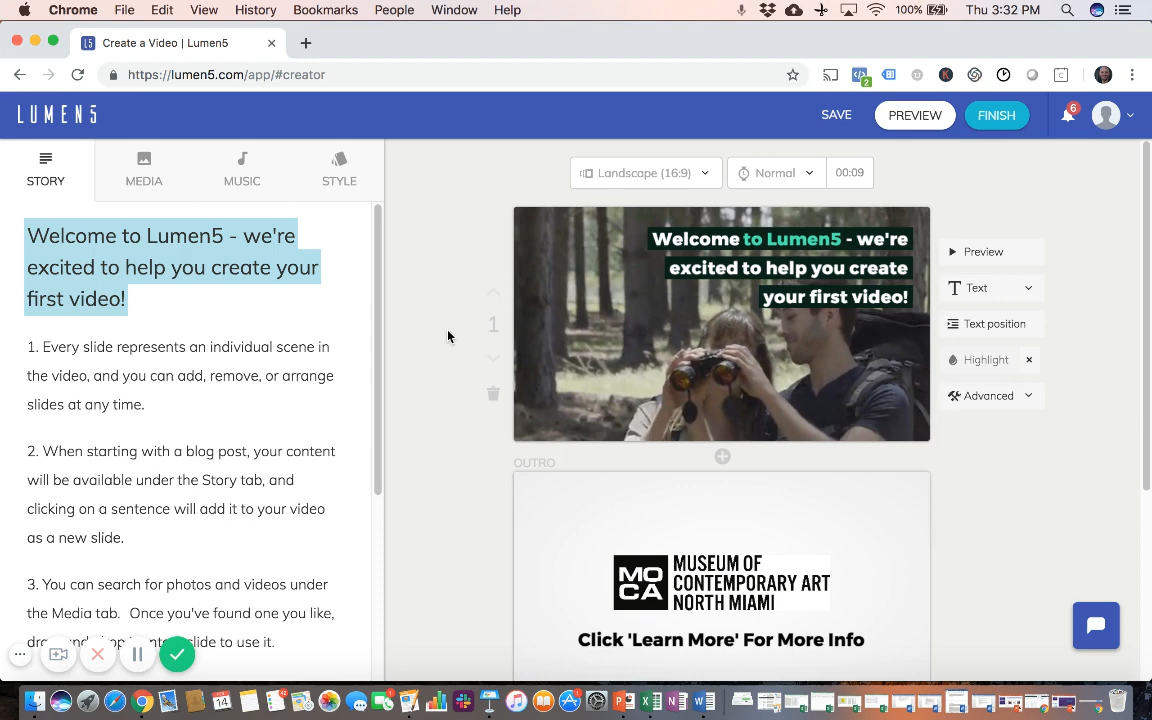 Chrome File Edit View History Bookmarks People Window Help 100% Thu 3:32 PM
L5 Create a Video | Lumen5
https://lumen5.com/app/#creator 2
LUMEN5 SAVE PREVIEW FINISH 6
STORY MEDIA MUSIC STYLE
Landscape (16:9) Normal 00:09
Welcome to Lumen5 - we're
excited to help you create your
first video!
1. Every slide represents an individual scene in
the video, and you can add, remove, or arrange
slides at any time.
2. When starting with a blog post, your content
will be available under the Story tab, and
clicking on a sentence will add it to your video
as a new slide.
3. You can search for photos and videos under
the Media tab. Once you've found one you like,
slide to use it.
1
Welcome to Lumen5 - we're
excited to help you create
your first video!
Preview
Text
Text position
Highlight ×
Advanced
OUTRO
MO
CA
MUSEUM OF
CONTEMPORARY ART
NORTH MIAMI
Click 'Learn More' For More Info